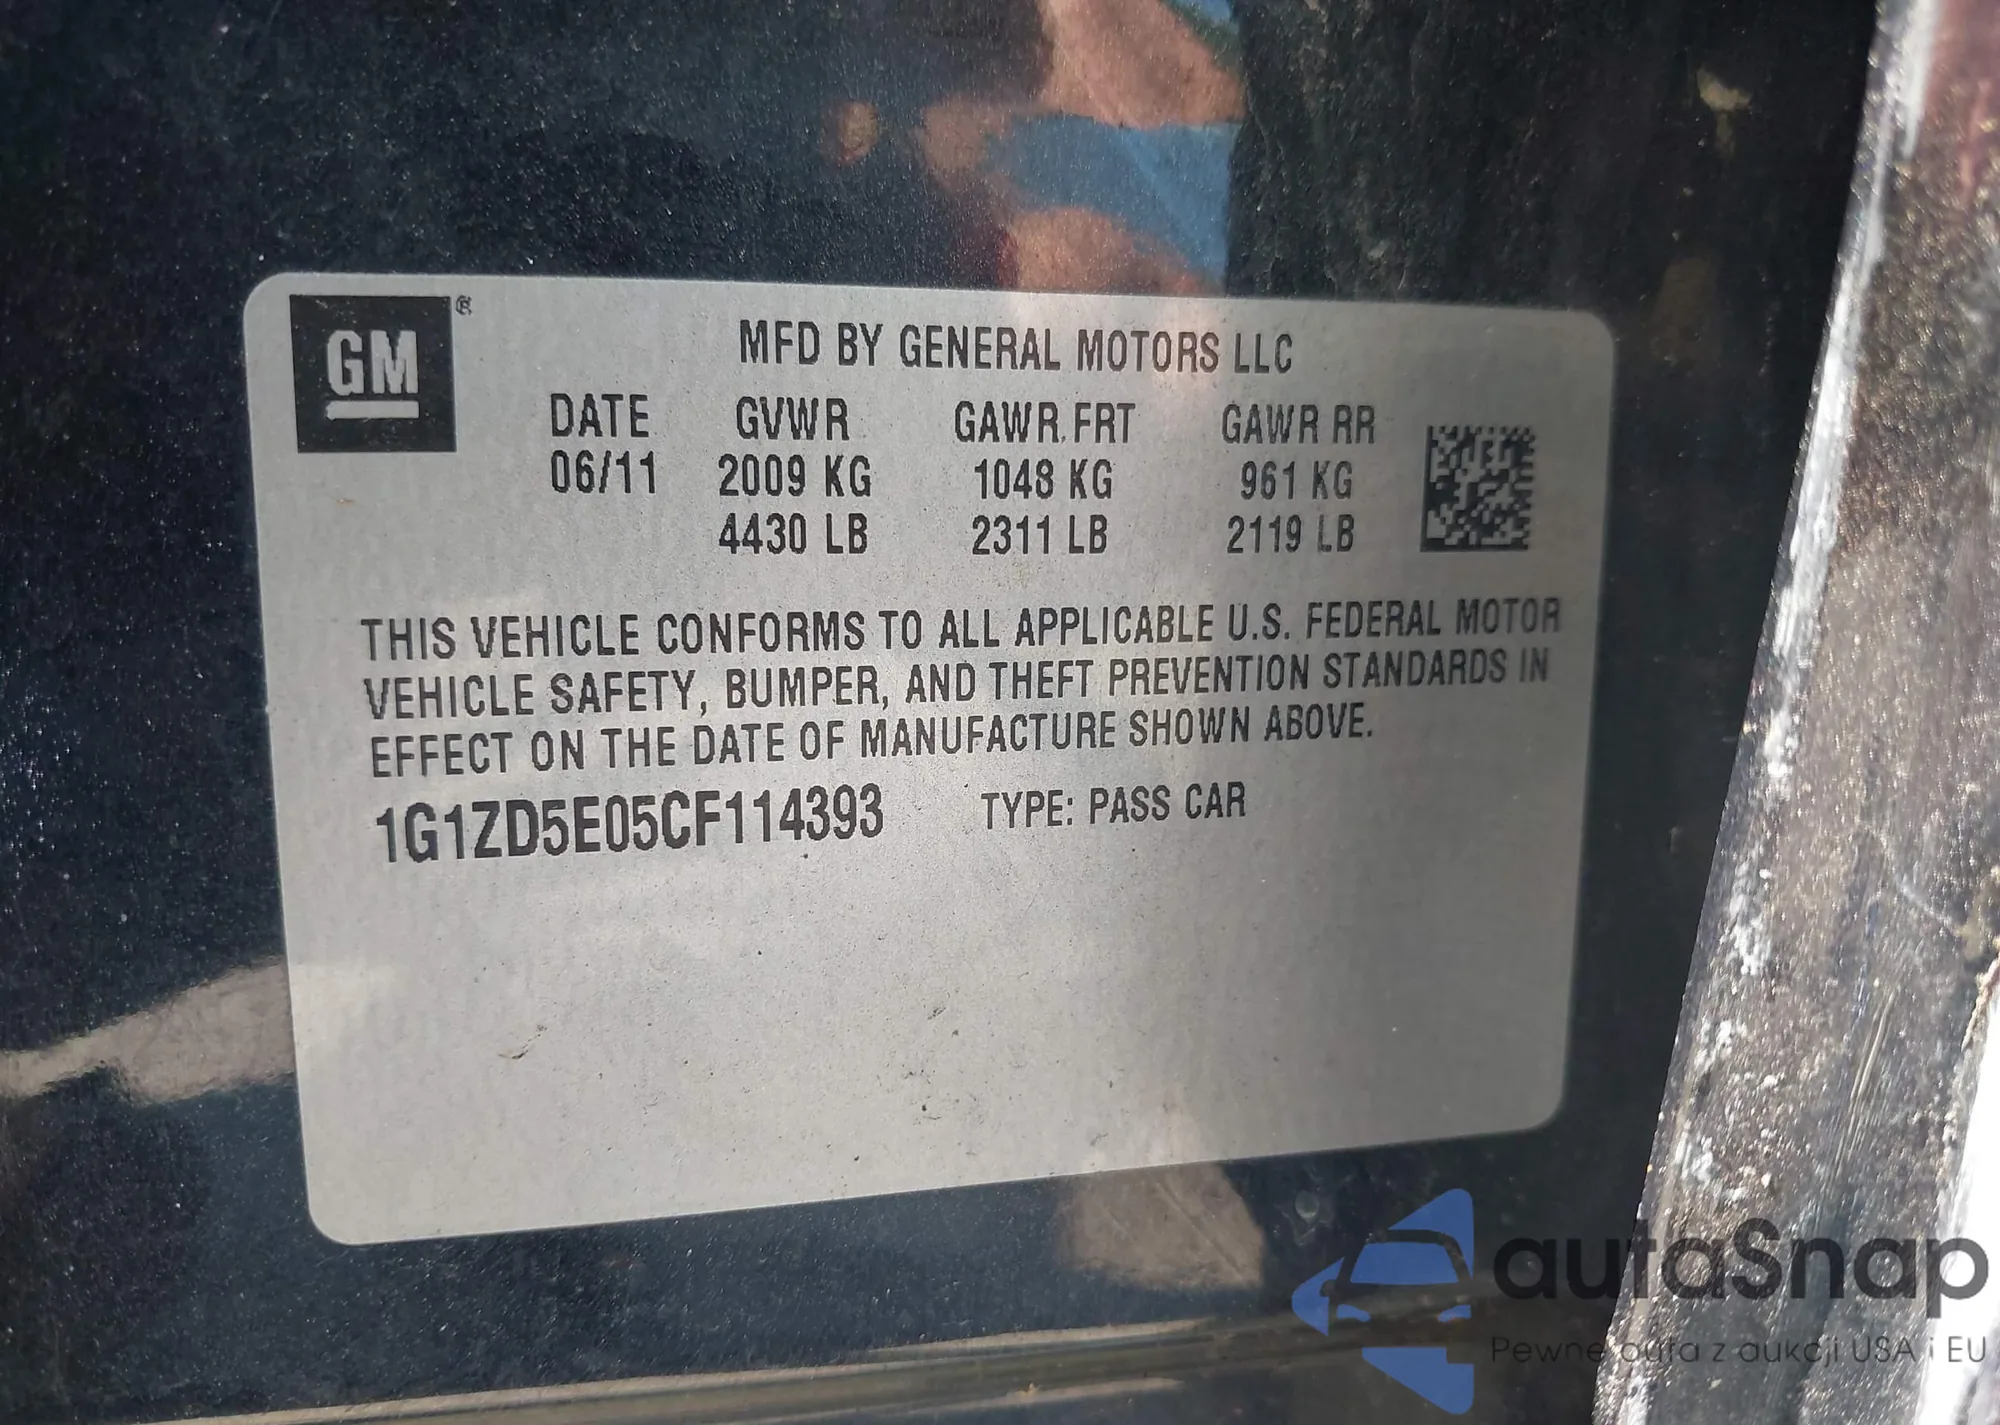 GM ®
MFD BY GENERAL MOTORS LLC
DATE GVWR GAWR FRT GAWR RR
06/11 2009 KG 1048 KG 961 KG
4430 LB 2311 LB 2119 LB
THIS VEHICLE CONFORMS TO ALL APPLICABLE U.S. FEDERAL MOTOR
VEHICLE SAFETY, BUMPER, AND THEFT PREVENTION STANDARDS IN
EFFECT ON THE DATE OF MANUFACTURE SHOWN ABOVE.
1G1ZD5E05CF114393 TYPE: PASS CAR
autaSnap
Pewne auta z aukcji USA i EU